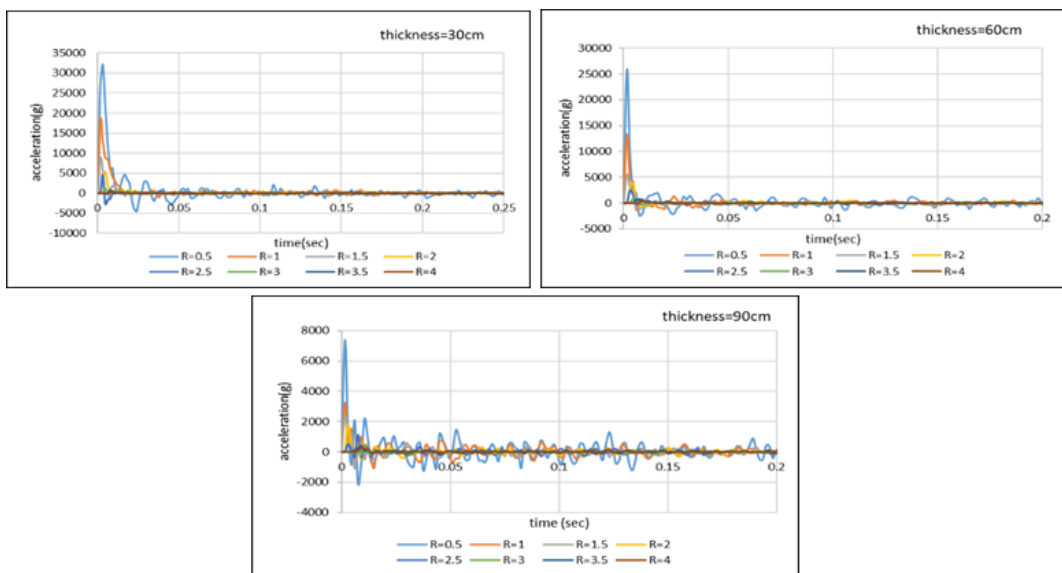 thickness=30cm
35000
30000
25000
20000
15000
10000
5000
0
-5000
-10000
acceleration(g)
0 0.05 0.1 0.15 0.2 0.25
time(sec)
R=0.5 R=1 R=1.5 R=2
R=2.5 R=3 R=3.5 R=4
thickness=60cm
30000
25000
20000
15000
10000
5000
0
-5000
acceleration(g)
0 0.05 0.1 0.15 0.2
time(sec)
R=0.5 R=1 R=1.5 R=2
R=2.5 R=3 R=3.5 R=4
thickness=90cm
8000
6000
4000
2000
0
-2000
-4000
acceleration(g)
0 0.05 0.1 0.15 0.2
time (sec)
R=0.5 R=1 R=1.5 R=2
R=2.5 R=3 R=3.5 R=4